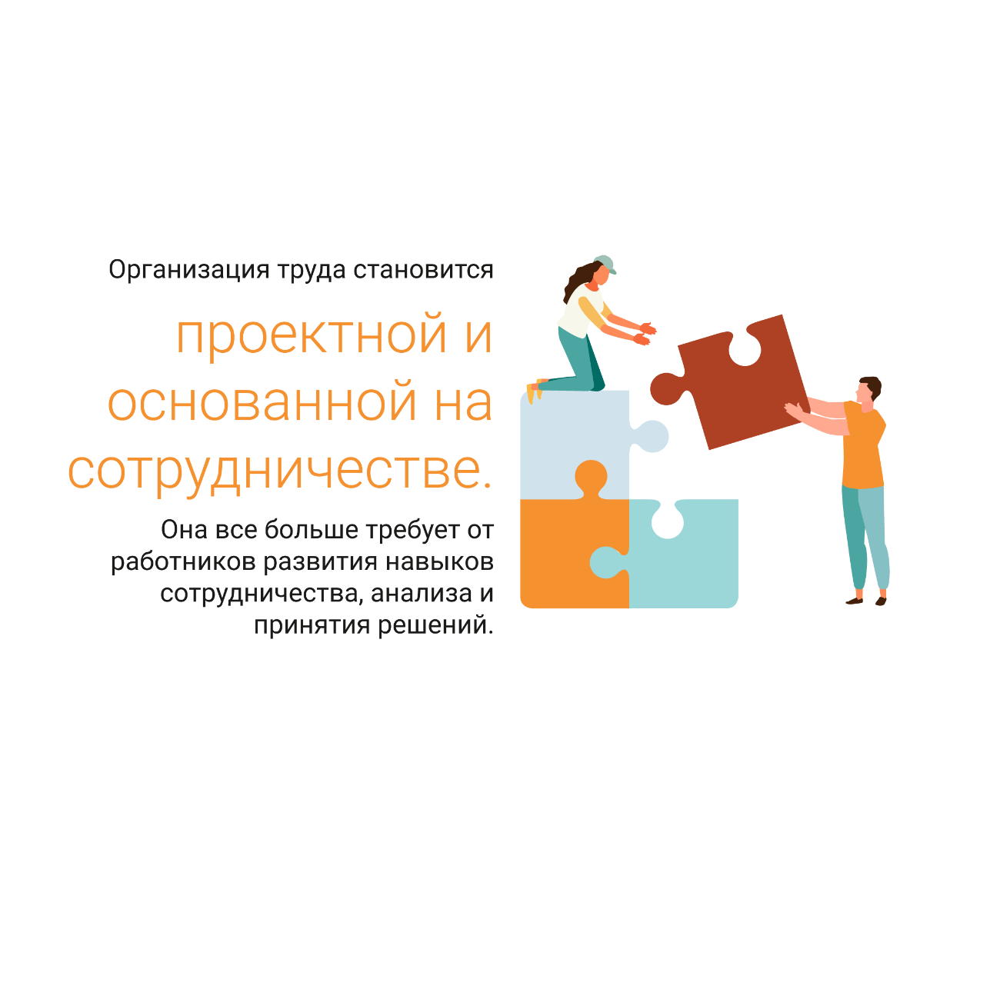 Организация труда становится
проектной и
основанной на
сотрудничестве.
Она все больше требует от
работников развития навыков
сотрудничества, анализа и
принятия решений.